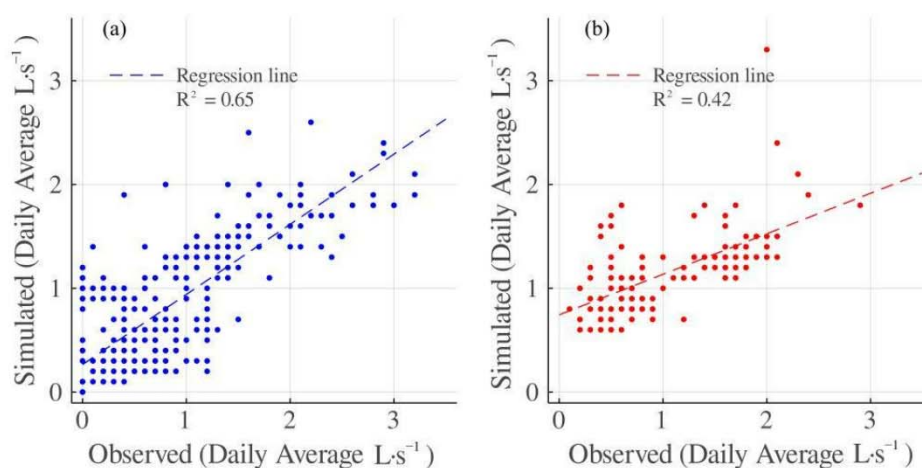 (a)
Regression line
R² = 0.65
Simulated (Daily Average L·s⁻¹)
3
2
1
0
0 1 2 3
Observed (Daily Average L·s⁻¹)
(b)
Regression line
R² = 0.42
Simulated (Daily Average L·s⁻¹)
3
2
1
0
0 1 2 3
Observed (Daily Average L·s⁻¹)